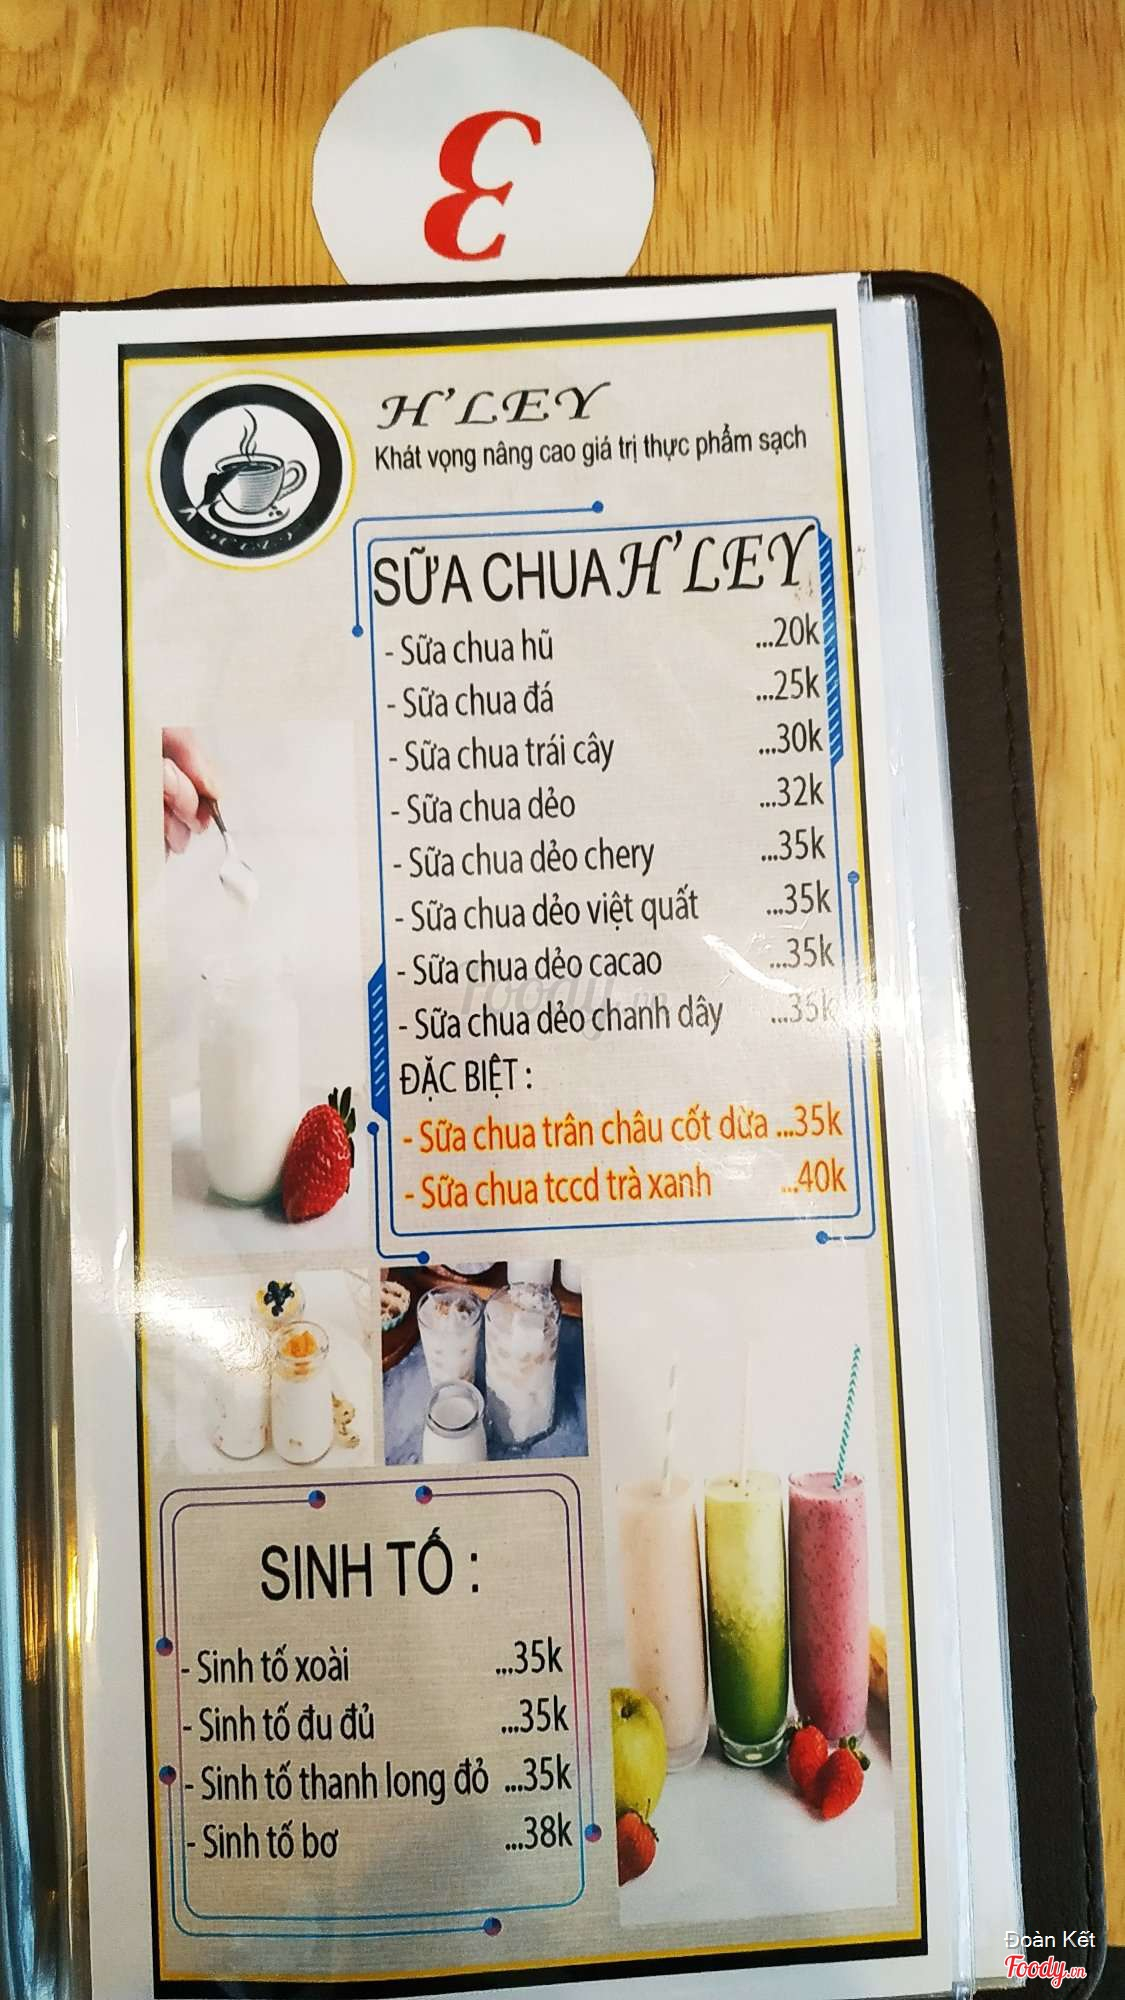 3
H'LEY
Khát vọng nâng cao giá trị thực phẩm sạch
SỮA CHUA H'LEY
- Sữa chua hũ ...20k
- Sữa chua đá ...25k
- Sữa chua trái cây ...30k
- Sữa chua dẻo ...32k
- Sữa chua dẻo chery ...35k
- Sữa chua dẻo việt quất ...35k
- Sữa chua dẻo cacao ...35k
- Sữa chua dẻo chanh dây ...35k
ĐẶC BIỆT :
- Sữa chua trân châu cốt dừa ...35k
- Sữa chua tccd trà xanh ...40k
SINH TỐ :
- Sinh tố xoài ...35k
- Sinh tố đu đủ ...35k
- Sinh tố thanh long đỏ ...35k
- Sinh tố bơ ...38k
Foody.vn
Đoàn Kết
Foody.vn